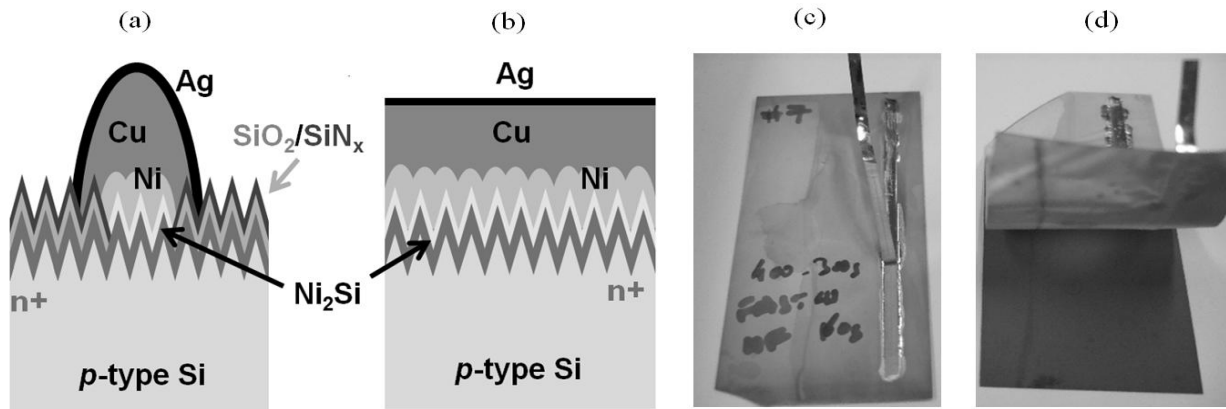 (a)
(b)
(c)
(d)
Ag
Cu
Ni
SiO₂/SiNₓ
n+
p-type Si
Ag
Cu
Ni
Ni₂Si
n+
p-type Si
#7
400-300s